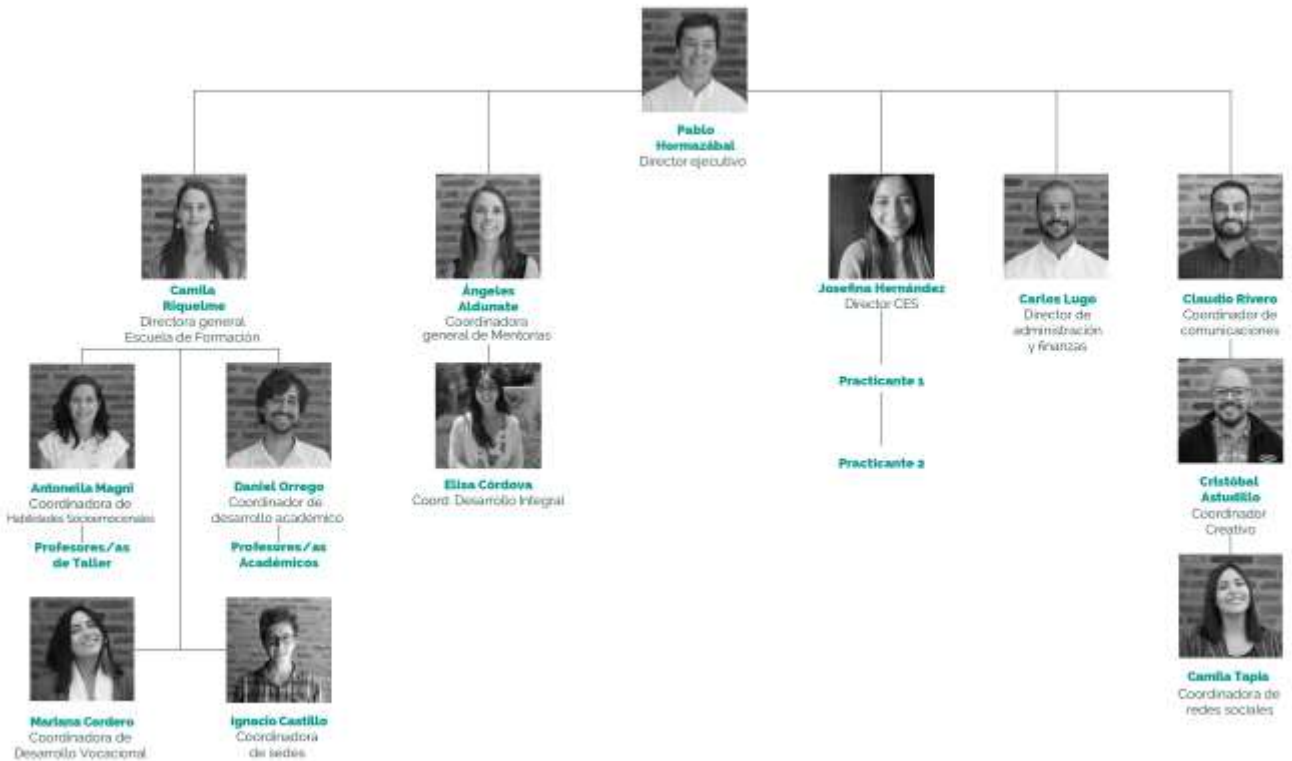 Pablo
Hormazábal
Director ejecutivo
Camila
Riquelme
Directora general
Escuela de Formación
Ángeles
Aldunate
Coordinadora
general de Mentorías
Josefina Hernández
Director CES
Carlos Lugo
Director de
administración
y finanzas
Claudio Rivero
Coordinador de
comunicaciones
Antonella Magni
Coordinadora de
Habilidades Socioemocionales
Daniel Orrego
Coordinador de
desarrollo académico
Elisa Córdova
Coord. Desarrollo Integral
Practicante 1
Practicante 2
Cristóbal
Astudillo
Coordinador
Creativo
Profesores/as
de Taller
Profesores/as
Académicos
Mariana Cordero
Coordinadora de
Desarrollo Vocacional
Ignacio Castillo
Coordinadora
de sedes
Camila Tapia
Coordinadora de
redes sociales